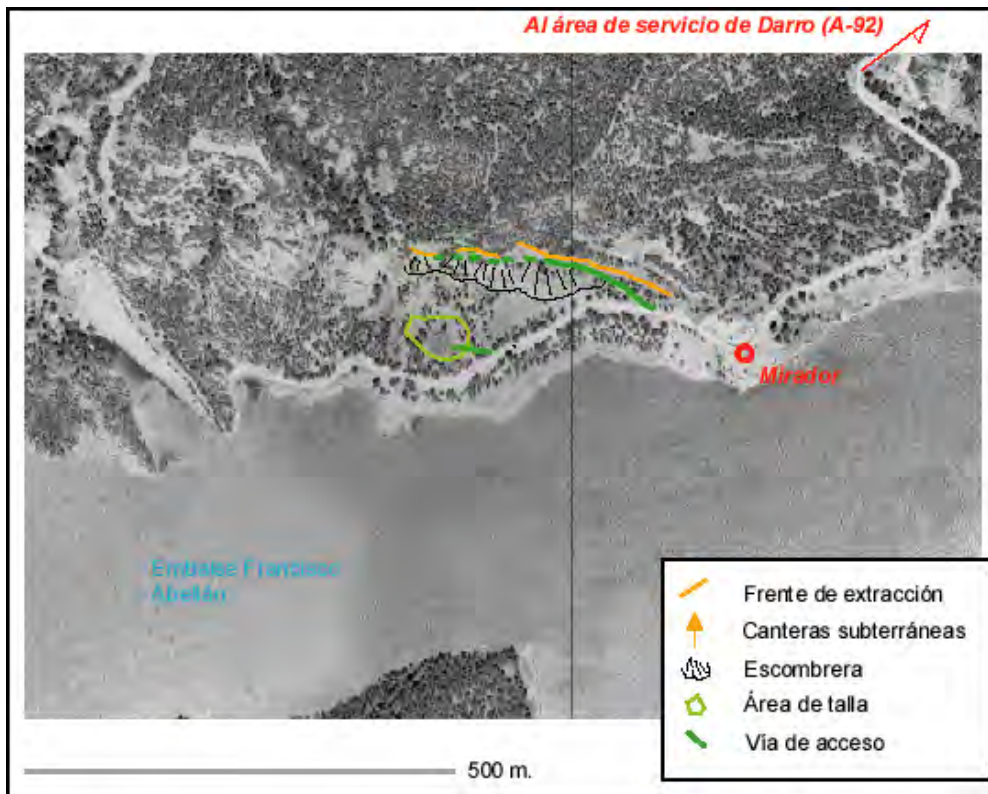 Al área de servicio de Darro (A-92)
Mirador
Embalse Francisco
Abellán
Frente de extracción
Canteras subterráneas
Escombrera
Área de talla
Vía de acceso
500 m.